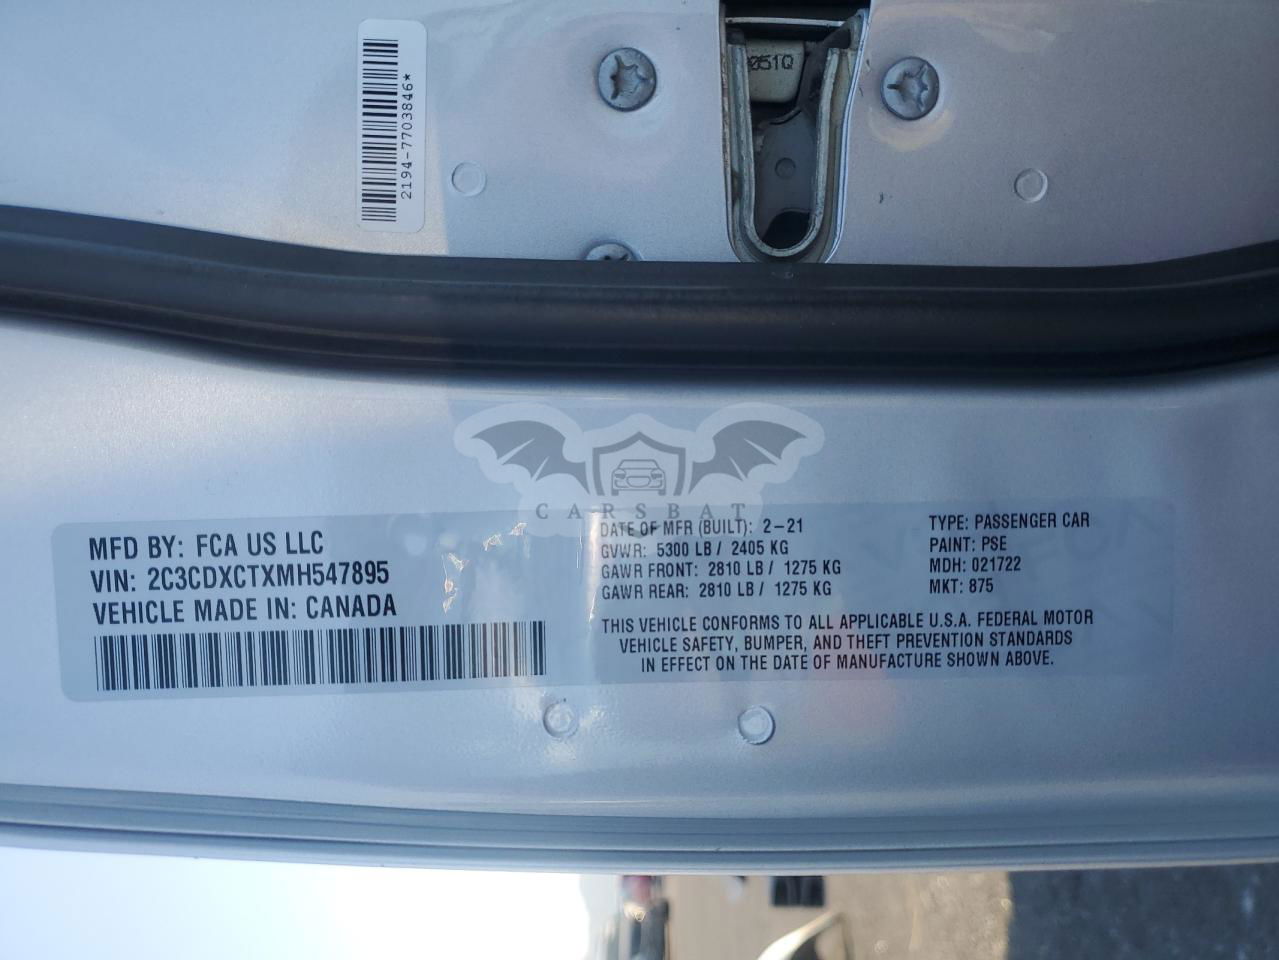 051Q
2194-7703846*
CARSBAT
MFD BY: FCA US LLC
VIN: 2C3CDXCTXMH547895
VEHICLE MADE IN: CANADA
DATE OF MFR (BUILT): 2-21
GVWR: 5300 LB / 2405 KG
GAWR FRONT: 2810 LB / 1275 KG
GAWR REAR: 2810 LB / 1275 KG
TYPE: PASSENGER CAR
PAINT: PSE
MDH: 021722
MKT: 875
THIS VEHICLE CONFORMS TO ALL APPLICABLE U.S.A. FEDERAL MOTOR
VEHICLE SAFETY, BUMPER, AND THEFT PREVENTION STANDARDS
IN EFFECT ON THE DATE OF MANUFACTURE SHOWN ABOVE.